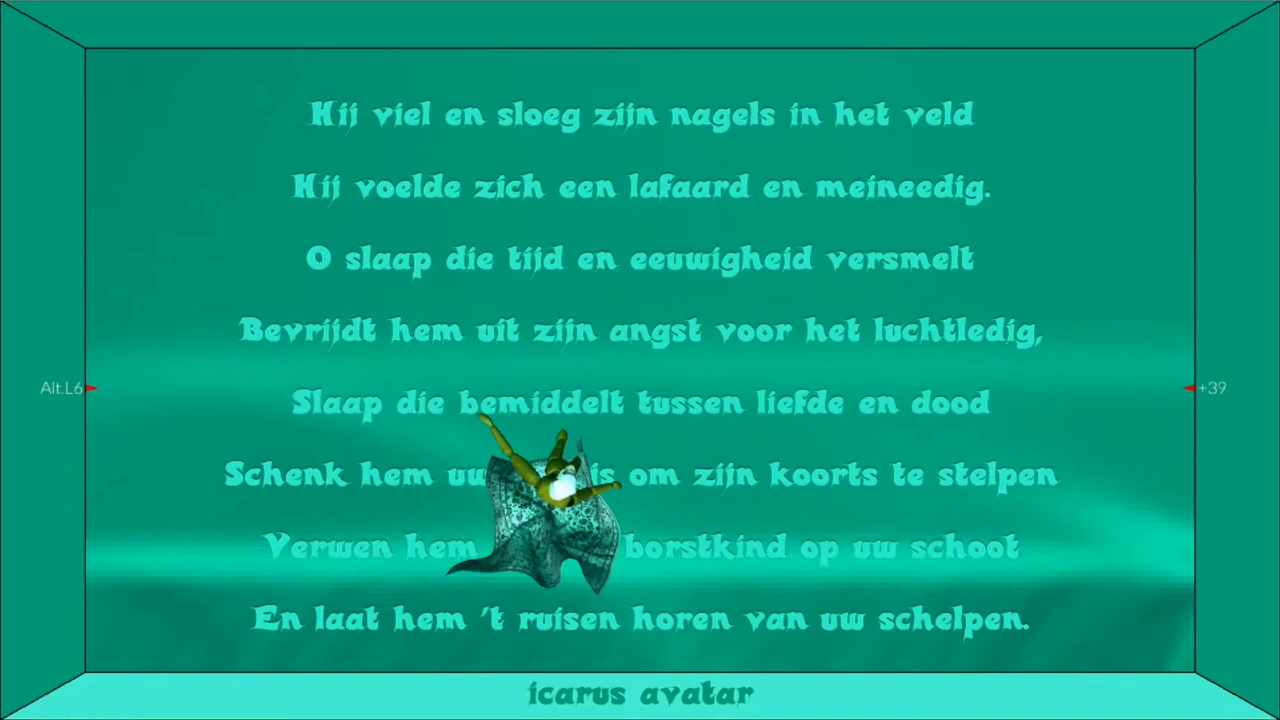 Hij viel en sloeg zijn nagels in het veld
Hij voelde zich een lafaard en meineedig.
O slaap die tijd en eeuwigheid versmelt
Bevrijdt hem uit zijn angst voor het luchtledig,
Alt.L6
+39
Slaap die bemiddelt tussen liefde en dood
Schenk hem om zijn koorts te stelpen
Verwen hem borstkind op uw schoot
En laat hem 't ruisen horen van uw schelpen.
icarus avatar